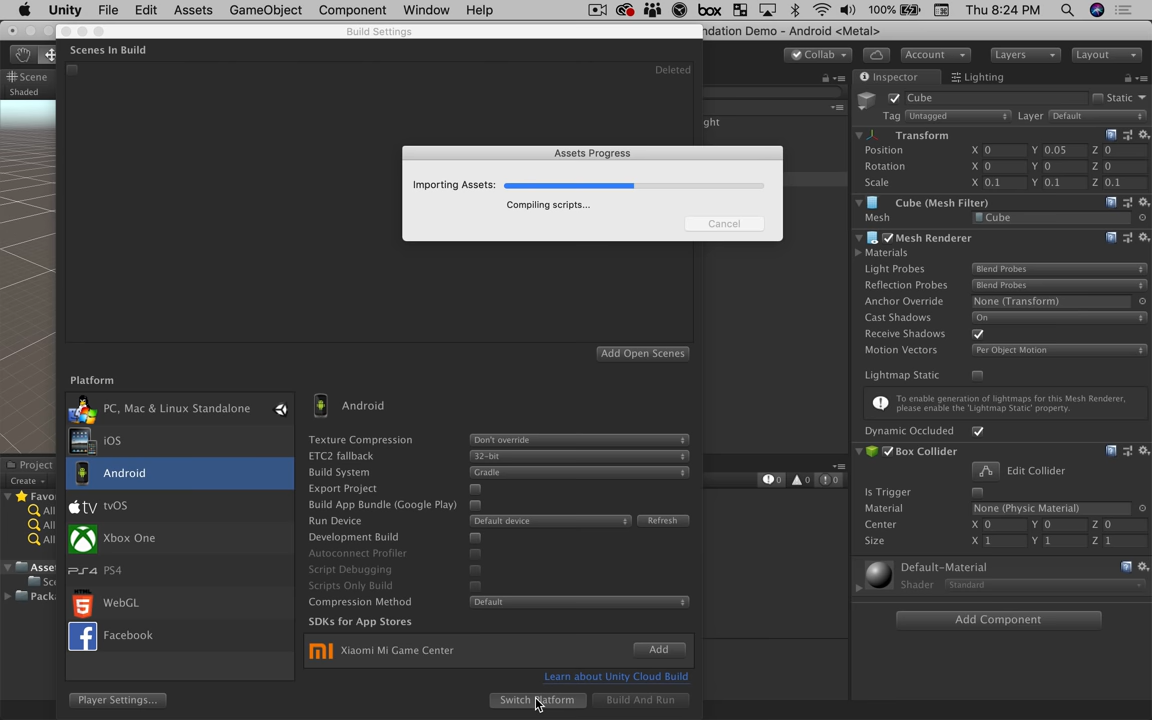 Unity File Edit Assets GameObject Component Window Help box 100% Thu 8:24 PM
Build Settings
ndation Demo - Android <Metal>
Scenes In Build
Collab Account Layers Layout
Scene
Shaded
Deleted
Inspector Lighting
Cube Static
Tag Untagged Layer Default
ght
Assets Progress
Importing Assets:
Compiling scripts...
Cancel
Transform
Position X 0 Y 0.05 Z 0
Rotation X 0 Y 0 Z 0
Scale X 0.1 Y 0.1 Z 0.1
Cube (Mesh Filter)
Mesh Cube
Mesh Renderer
Materials
Light Probes Blend Probes
Reflection Probes Blend Probes
Anchor Override None (Transform)
Cast Shadows On
Receive Shadows
Motion Vectors Per Object Motion
Lightmap Static
To enable generation of lightmaps for this Mesh Renderer,
please enable the 'Lightmap Static' property.
Dynamic Occluded
Box Collider
Edit Collider
Is Trigger
Material None (Physic Material)
Center X 0 Y 0 Z 0
Size X 1 Y 1 Z 1
Default-Material
Shader Standard
Add Component
Add Open Scenes
Platform
PC, Mac & Linux Standalone
iOS
Android
tvOS
Xbox One
PS4
WebGL
Facebook
Android
Texture Compression Don't override
ETC2 fallback 32-bit
Build System Gradle
Export Project
Build App Bundle (Google Play)
Run Device Default device Refresh
Development Build
Autoconnect Profiler
Script Debugging
Scripts Only Build
Compression Method Default
SDKs for App Stores
Xiaomi Mi Game Center Add
Learn about Unity Cloud Build
Player Settings... Switch Platform Build And Run
Project
Create
Favor
All
All
All
Asset
Sce
Packa
0 0 0